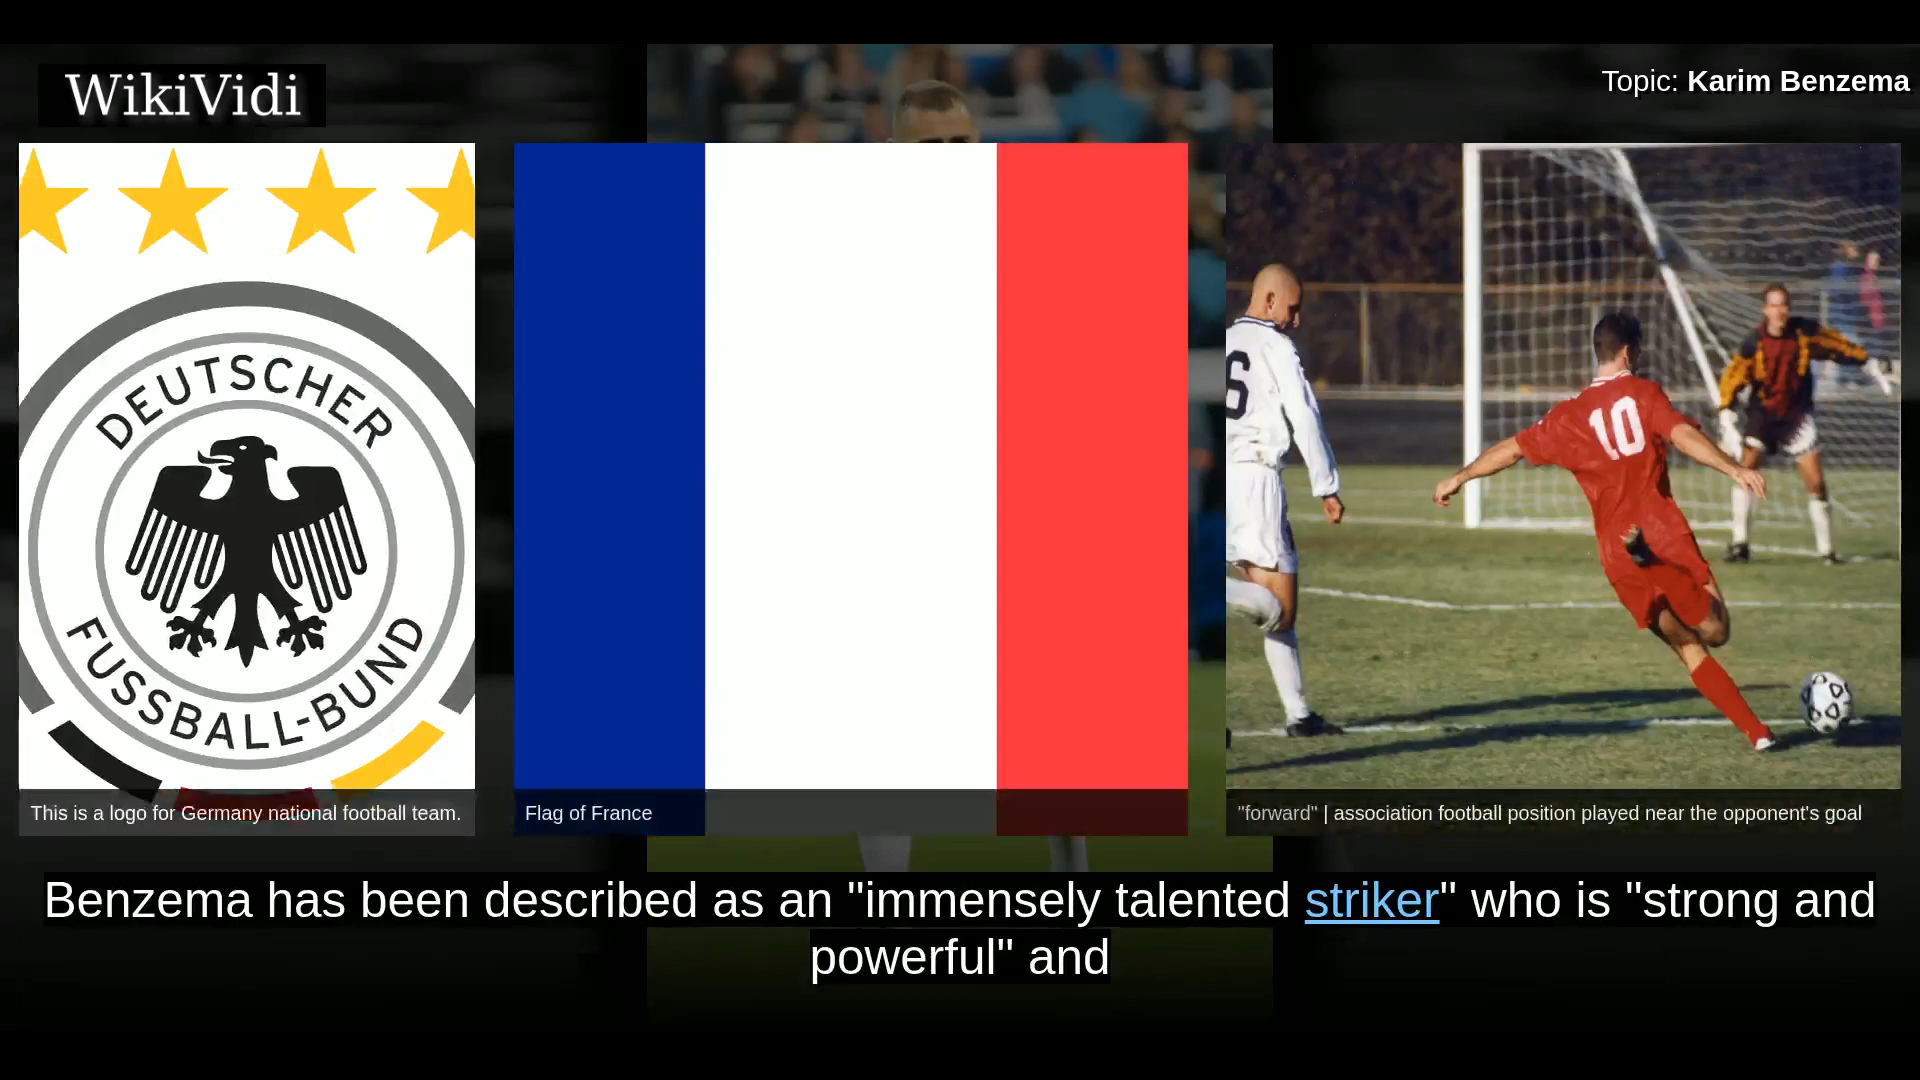 WikiVidi
Topic: Karim Benzema
DEUTSCHER
FUSSBALL-BUND
6
10
This is a logo for Germany national football team.
Flag of France
"forward" | association football position played near the opponent's goal
Benzema has been described as an "immensely talented striker" who is "strong and
powerful" and